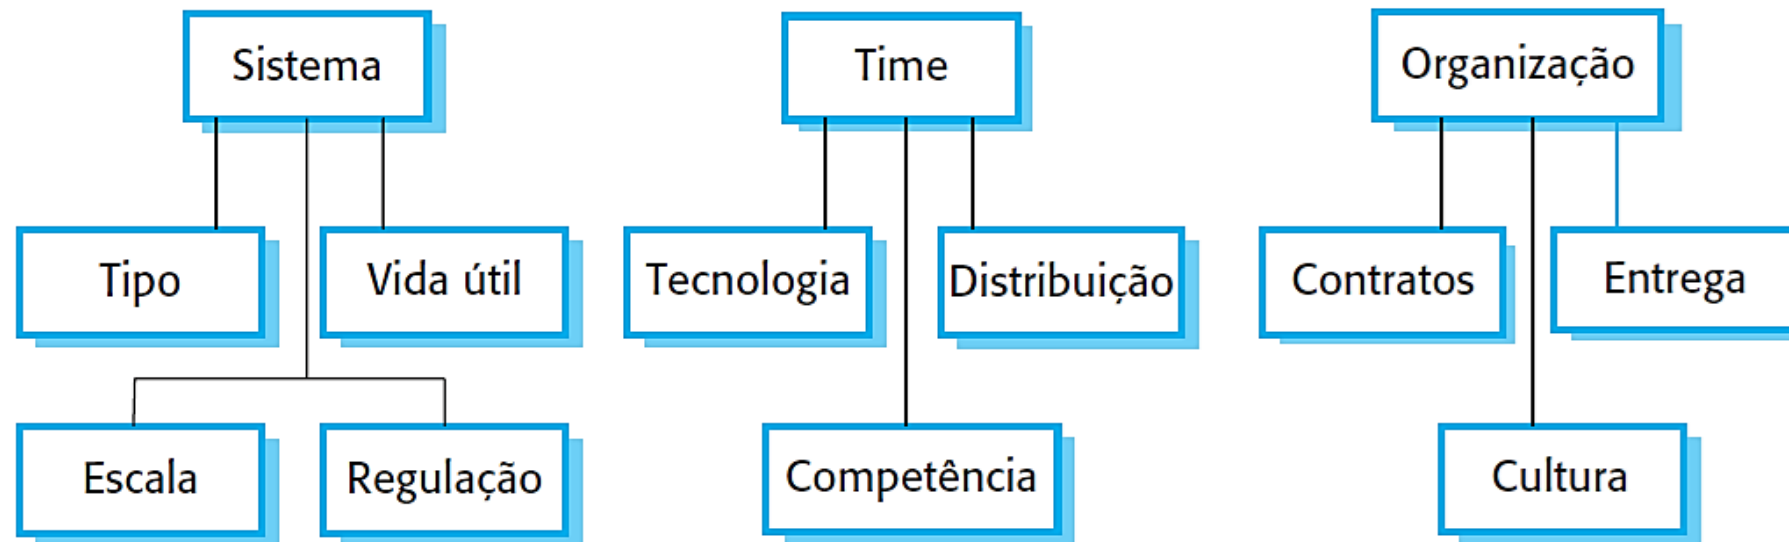 Sistema
Time
Organização
Tipo
Vida útil
Tecnologia
Distribuição
Contratos
Entrega
Escala
Regulação
Competência
Cultura